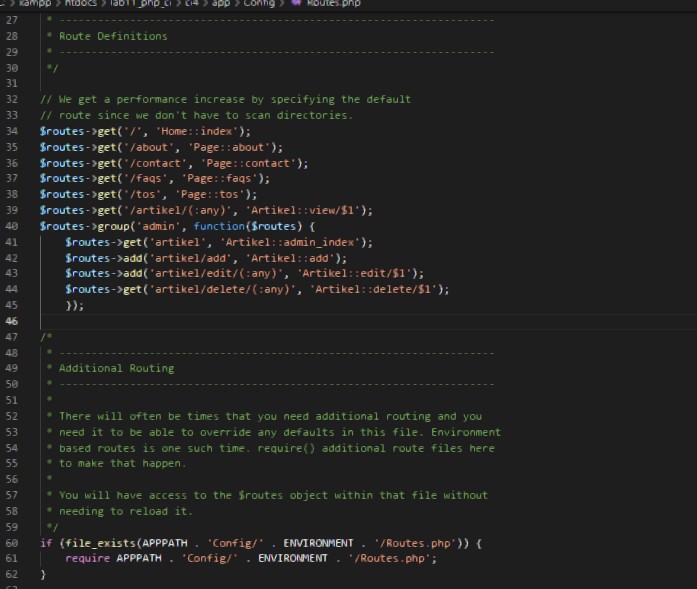 C: > xampp > htdocs > lab11_php_ci > ci4 > app > Config > Routes.php
27 * --------------------------------------------------------------------
28 * Route Definitions
29 * --------------------------------------------------------------------
30 */
31
32 // We get a performance increase by specifying the default
33 // route since we don't have to scan directories.
34 $routes->get('/', 'Home::index');
35 $routes->get('/about', 'Page::about');
36 $routes->get('/contact', 'Page::contact');
37 $routes->get('/faqs', 'Page::faqs');
38 $routes->get('/tos', 'Page::tos');
39 $routes->get('/artikel/(:any)', 'Artikel::view/$1');
40 $routes->group('admin', function($routes) {
41 $routes->get('artikel', 'Artikel::admin_index');
42 $routes->add('artikel/add', 'Artikel::add');
43 $routes->add('artikel/edit/(:any)', 'Artikel::edit/$1');
44 $routes->get('artikel/delete/(:any)', 'Artikel::delete/$1');
45 });
46
47 /*
48 * --------------------------------------------------------------------
49 * Additional Routing
50 * --------------------------------------------------------------------
51 *
52 * There will often be times that you need additional routing and you
53 * need it to be able to override any defaults in this file. Environment
54 * based routes is one such time. require() additional route files here
55 * to make that happen.
56 *
57 * You will have access to the $routes object within that file without
58 * needing to reload it.
59 */
60 if (file_exists(APPPATH . 'Config/' . ENVIRONMENT . '/Routes.php')) {
61 require APPPATH . 'Config/' . ENVIRONMENT . '/Routes.php';
62 }